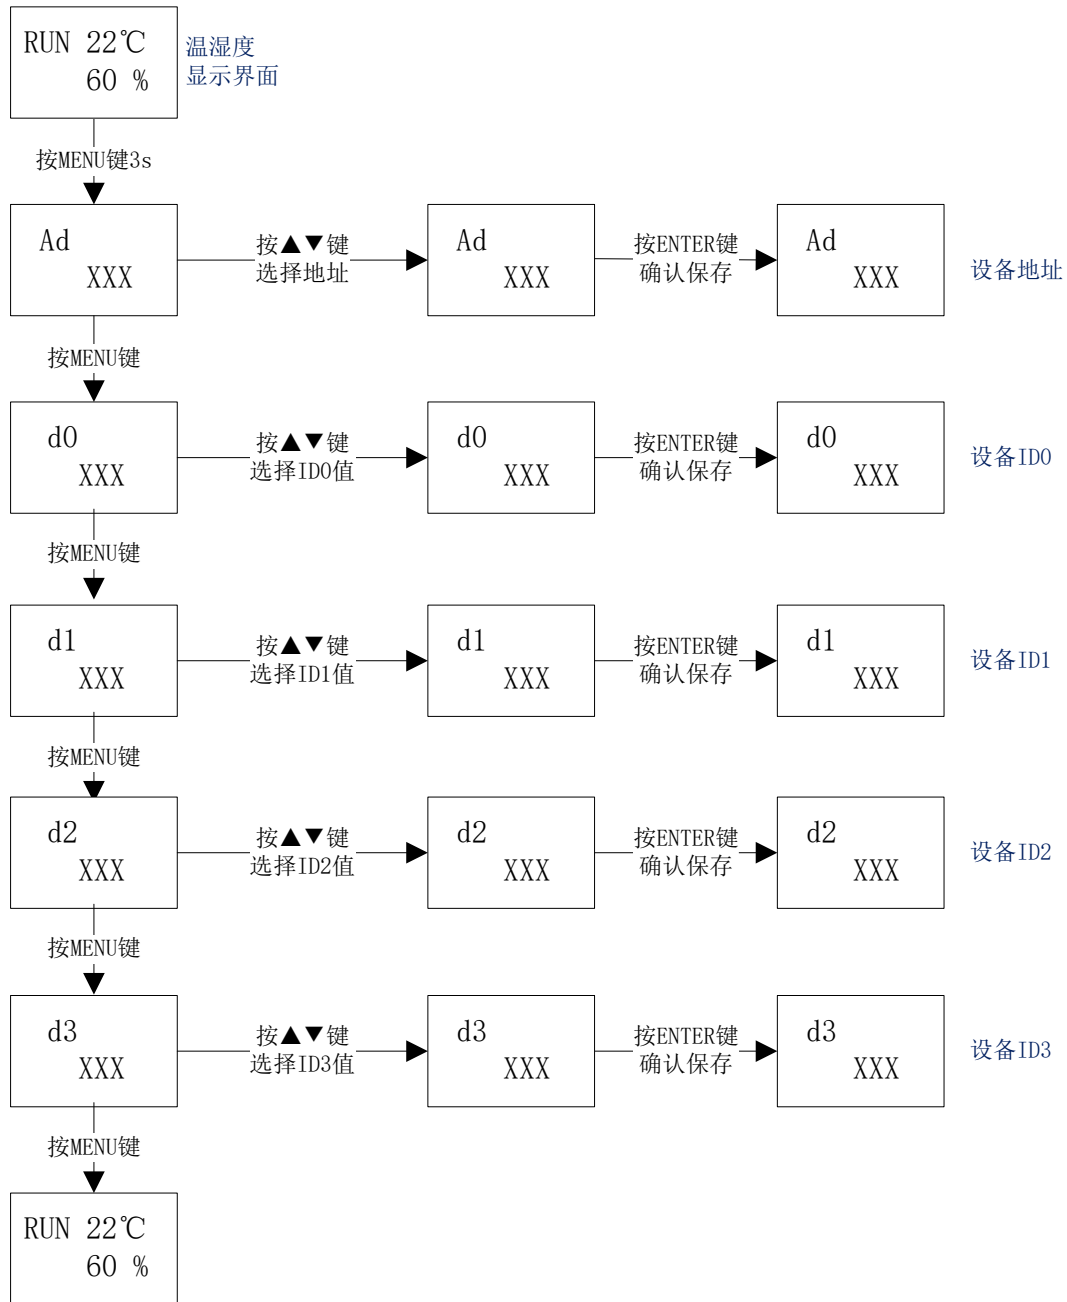 RUN 22℃
60 %
温湿度
显示界面
按MENU键3s
Ad
XXX
按▲▼键
选择地址
Ad
XXX
按ENTER键
确认保存
Ad
XXX
设备地址
按MENU键
d0
XXX
按▲▼键
选择ID0值
d0
XXX
按ENTER键
确认保存
d0
XXX
设备ID0
按MENU键
d1
XXX
按▲▼键
选择ID1值
d1
XXX
按ENTER键
确认保存
d1
XXX
设备ID1
按MENU键
d2
XXX
按▲▼键
选择ID2值
d2
XXX
按ENTER键
确认保存
d2
XXX
设备ID2
按MENU键
d3
XXX
按▲▼键
选择ID3值
d3
XXX
按ENTER键
确认保存
d3
XXX
设备ID3
按MENU键
RUN 22℃
60 %